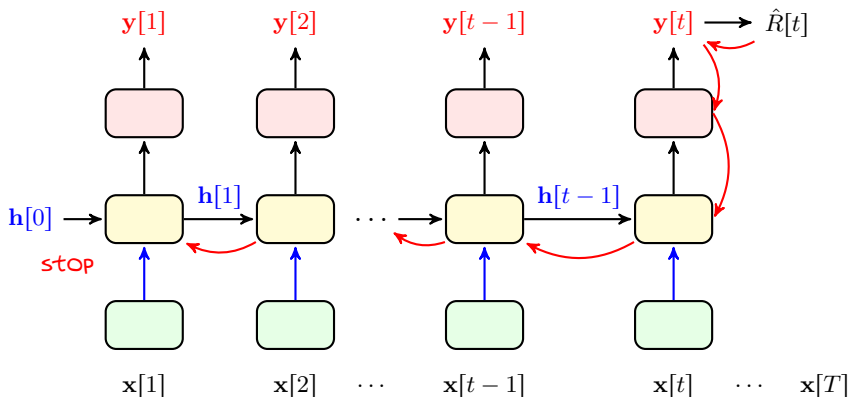 y[1] y[2] y[t−1] y[t] R̂[t]
h[0] h[1] ⋯ h[t−1]
STOP
x[1] x[2] ⋯ x[t−1] x[t] ⋯ x[T]